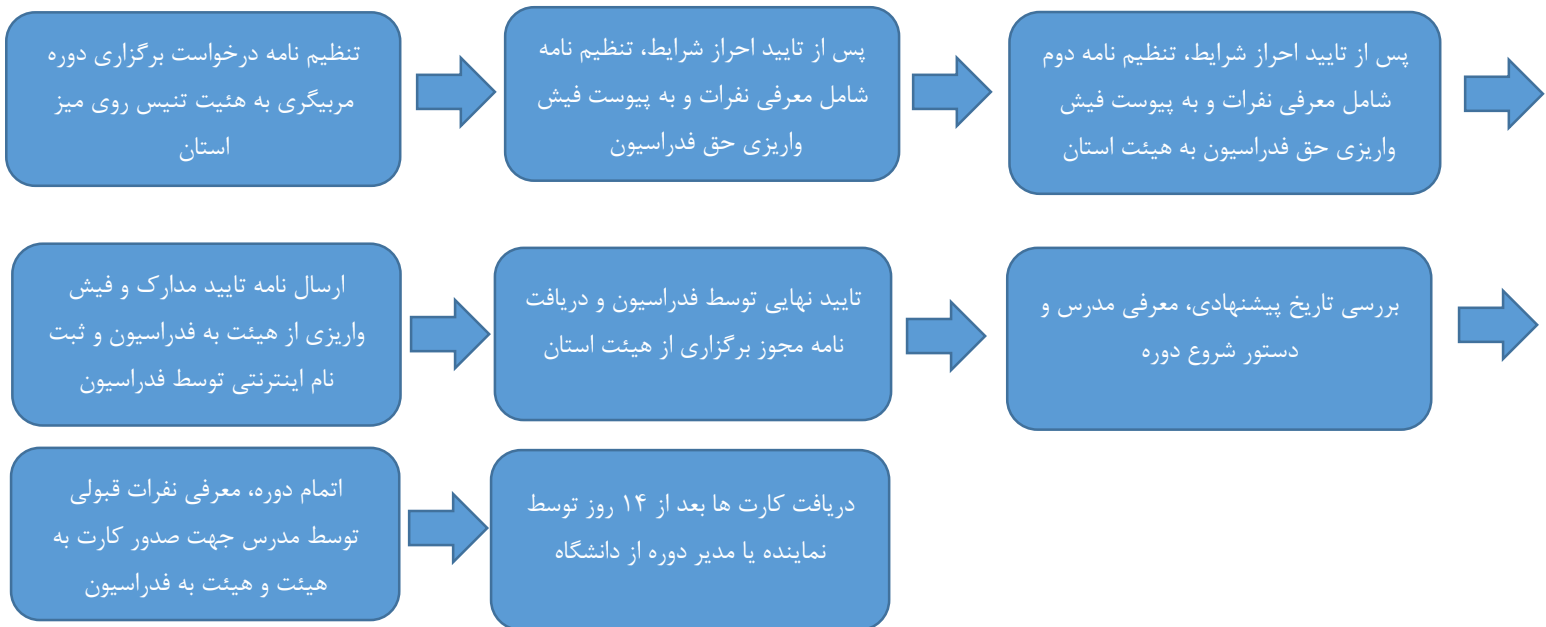 تنظیم نامه درخواست برگزاری دوره
مربیگری به هئیت تنیس روی میز
استان
پس از تایید احراز شرایط، تنظیم نامه
شامل معرفی نفرات و به پیوست فیش
واریزی حق فدراسیون
پس از تایید احراز شرایط، تنظیم نامه دوم
شامل معرفی نفرات و به پیوست فیش
واریزی حق فدراسیون به هیئت استان
ارسال نامه تایید مدارک و فیش
واریزی از هیئت به فدراسیون و ثبت
نام اینترنتی توسط فدراسیون
تایید نهایی توسط فدراسیون و دریافت
نامه مجوز برگزاری از هیئت استان
بررسی تاریخ پیشنهادی، معرفی مدرس و
دستور شروع دوره
اتمام دوره، معرفی نفرات قبولی
توسط مدرس جهت صدور کارت به
هیئت و هیئت به فدراسیون
دریافت کارت ها بعد از ۱۴ روز توسط
نماینده یا مدیر دوره از دانشگاه